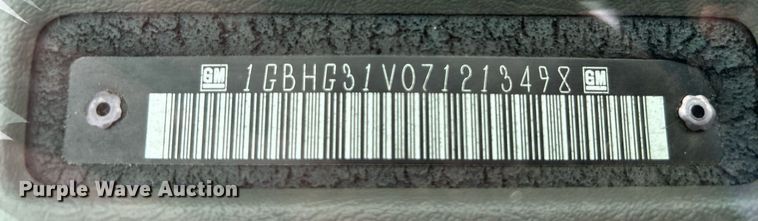 GM 1GBHG31V071213498 GM
Purple Wave Auction